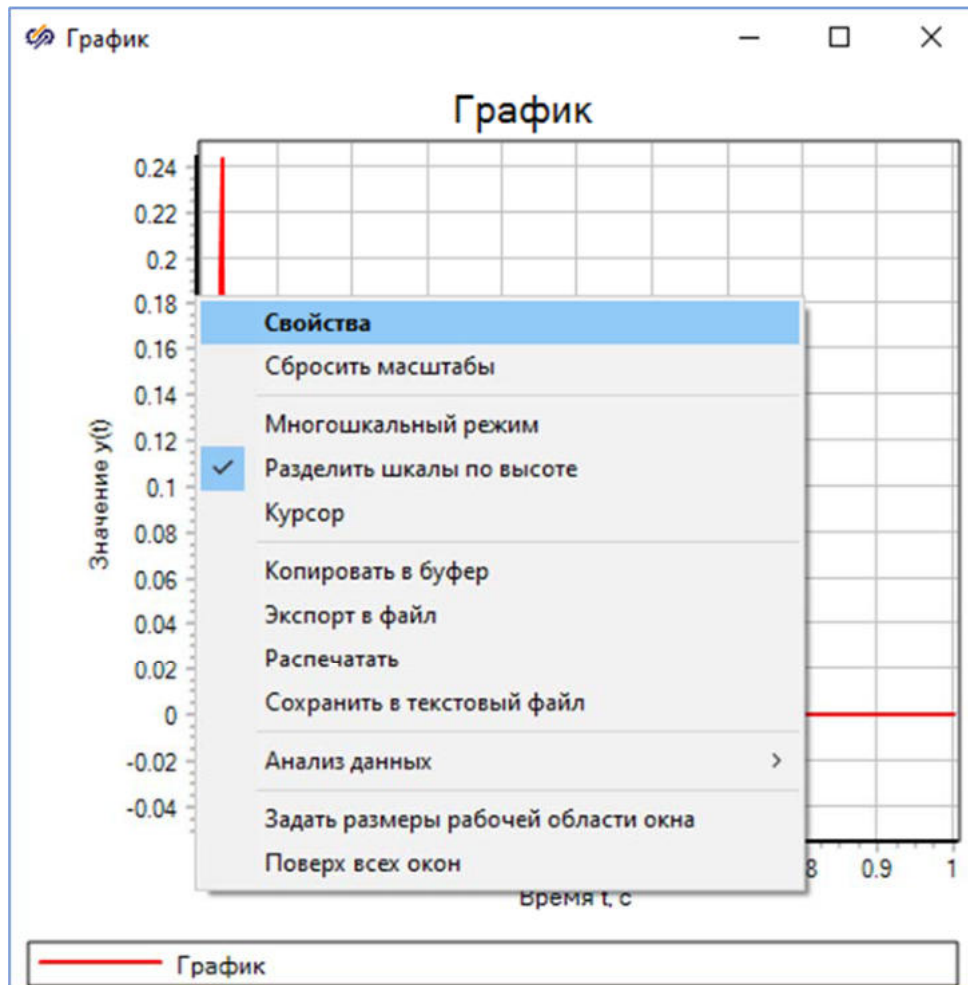 График
График
0.24
0.22
0.2
0.18
0.16
0.14
0.12
0.1
0.08
0.06
0.04
0.02
0
-0.02
-0.04
Значение y(t)
Свойства
Сбросить масштабы
Многошкальный режим
Разделить шкалы по высоте
Курсор
Копировать в буфер
Экспорт в файл
Распечатать
Сохранить в текстовый файл
Анализ данных
Задать размеры рабочей области окна
Поверх всех окон
8 0.9 1
Время t, с
График